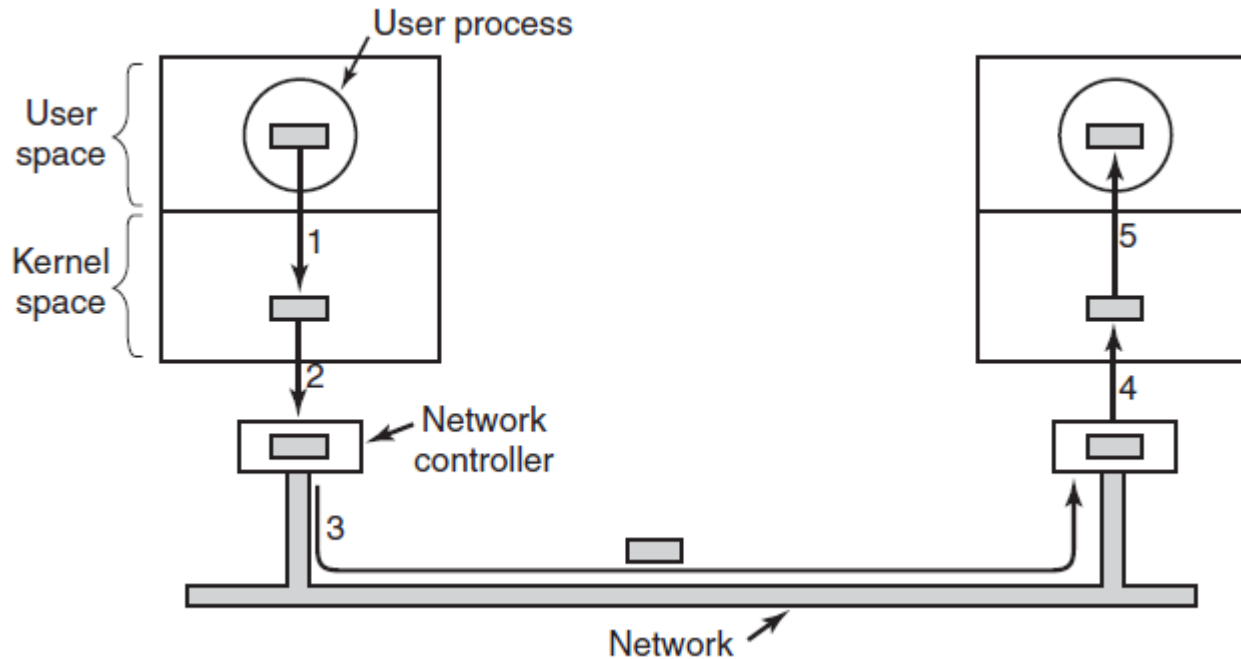 User process
User
space
1
5
Kernel
space
2
4
Network
controller
3
Network